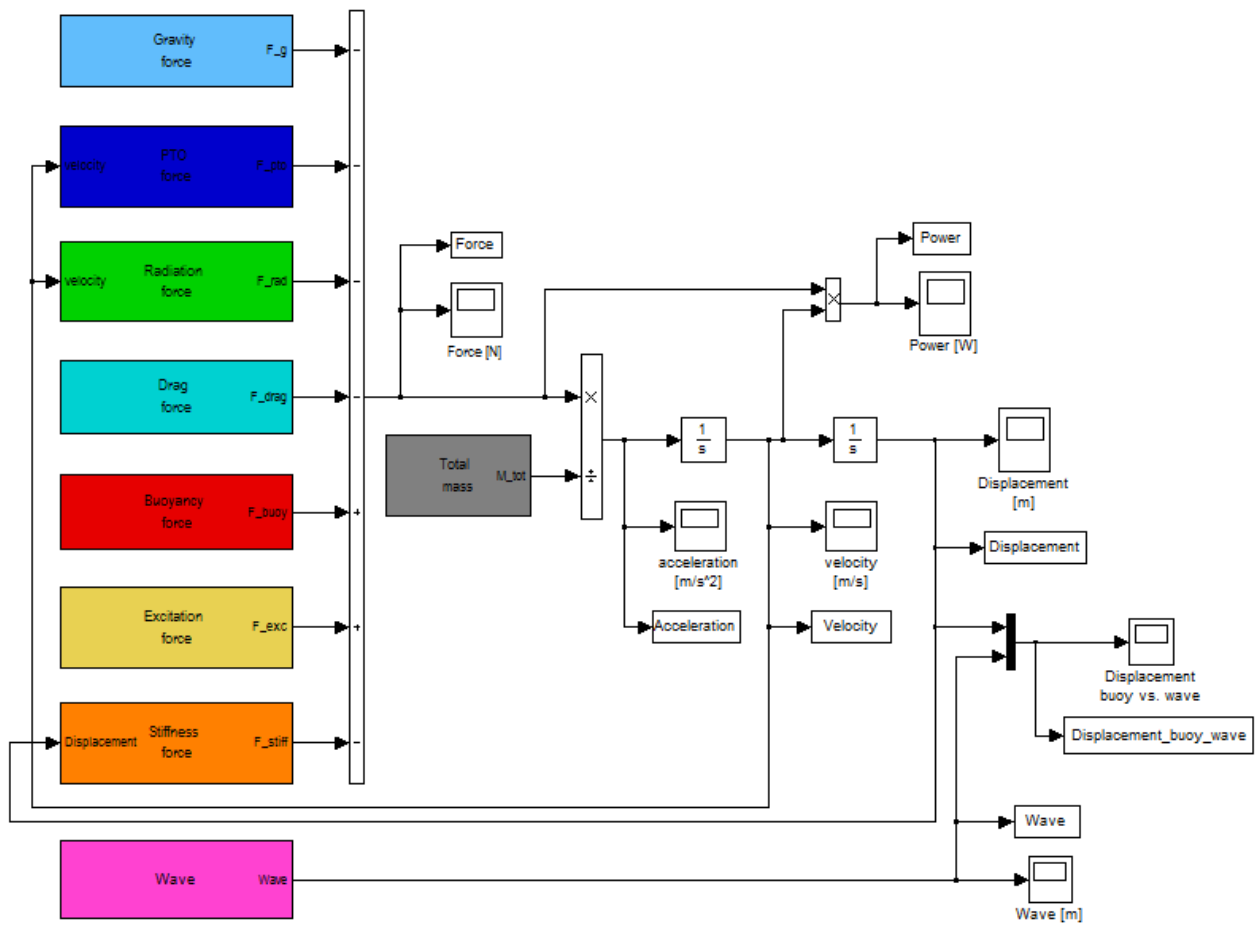 Gravity
force
F_g
-
velocity
PTO
force
F_pto
-
velocity
Radiation
force
F_rad
-
Drag
force
F_drag
-
Buoyancy
force
F_buoy
+
Excitation
force
F_exc
+
Displacement
Stiffness
force
F_stiff
-
Wave
Wave
Force
Force [N]
Total
mass
M_tot
×
÷
1
s
acceleration
[m/s^2]
Acceleration
×
Power
Power [W]
1
s
velocity
[m/s]
Velocity
Displacement
[m]
Displacement
Displacement
buoy vs. wave
Displacement_buoy_wave
Wave
Wave [m]